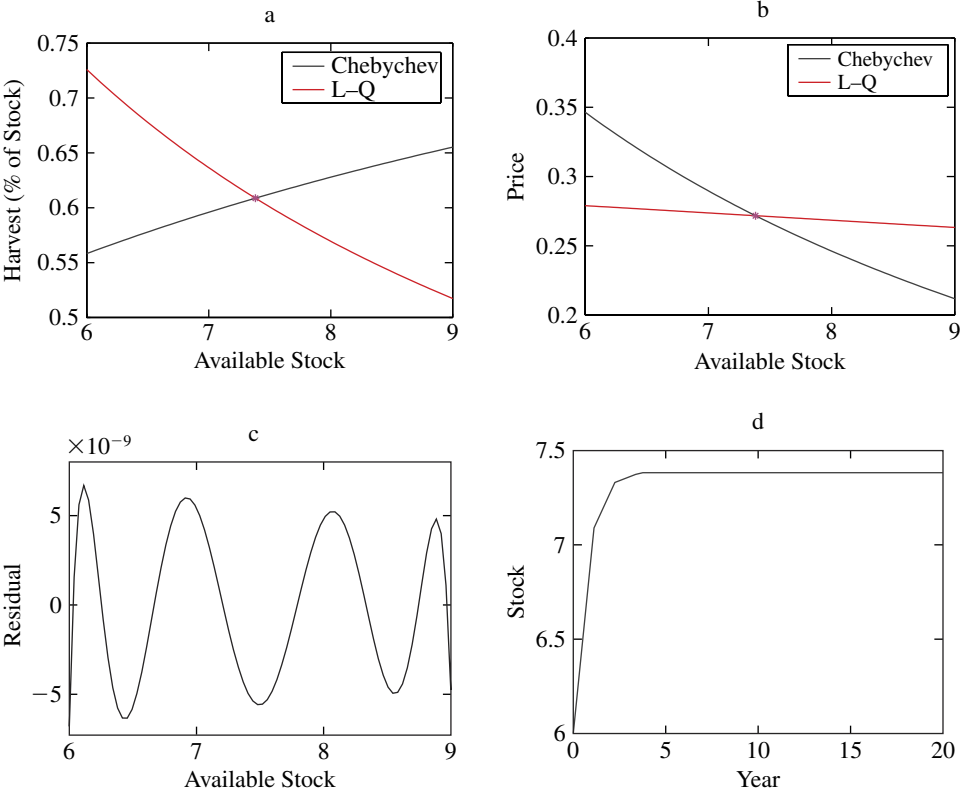 a
0.75
0.7
0.65
0.6
0.55
0.5
Harvest (% of Stock)
Chebychev
L–Q
6 7 8 9
Available Stock
b
0.4
0.35
0.3
0.25
0.2
Price
Chebychev
L–Q
6 7 8 9
Available Stock
c
×10⁻⁹
5
0
−5
Residual
6 7 8 9
Available Stock
d
7.5
7
6.5
6
Stock
0 5 10 15 20
Year